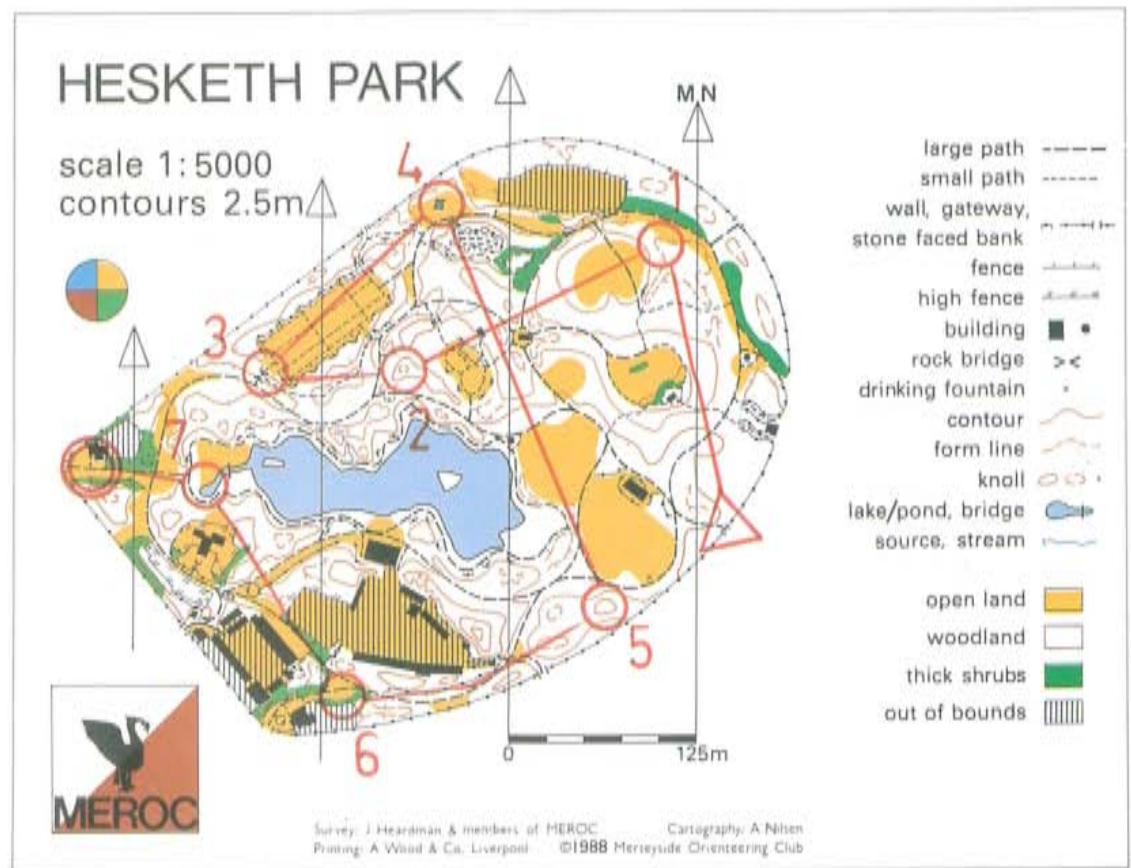 HESKETH PARK
scale 1:5000
contours 2.5m
MN
large path
small path
wall, gateway,
stone faced bank
fence
high fence
building
rock bridge
drinking fountain
contour
form line
knoll
lake/pond, bridge
source, stream
open land
woodland
thick shrubs
out of bounds
1
2
3
4
5
6
7
0 125m
MEROC
Survey: J Heardman & members of MEROC Cartography: A Nilsen
Printing: A Wood & Co. Liverpool ©1988 Merseyside Orienteering Club